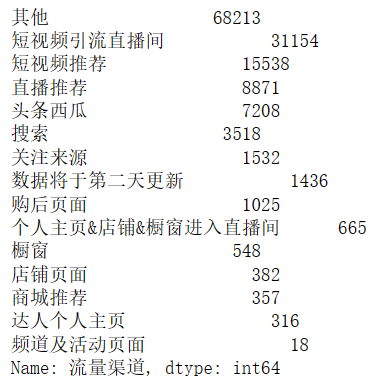 其他 68213
短视频引流直播间 31154
短视频推荐 15538
直播推荐 8871
头条西瓜 7208
搜索 3518
关注来源 1532
数据将于第二天更新 1436
购后页面 1025
个人主页&店铺&橱窗进入直播间 665
橱窗 548
店铺页面 382
商城推荐 357
达人个人主页 316
频道及活动页面 18
Name: 流量渠道, dtype: int64